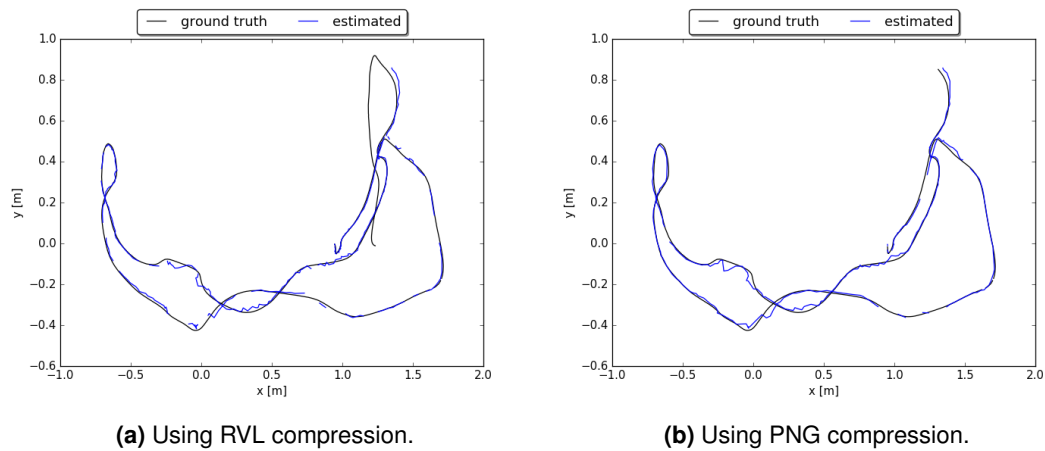 ground truth estimated
1.0
0.8
0.6
0.4
0.2
0.0
−0.2
−0.4
−0.6
y [m]
−1.0 −0.5 0.0 0.5 1.0 1.5 2.0
x [m]
(a) Using RVL compression.
ground truth estimated
1.0
0.8
0.6
0.4
0.2
0.0
−0.2
−0.4
−0.6
y [m]
−1.0 −0.5 0.0 0.5 1.0 1.5 2.0
x [m]
(b) Using PNG compression.